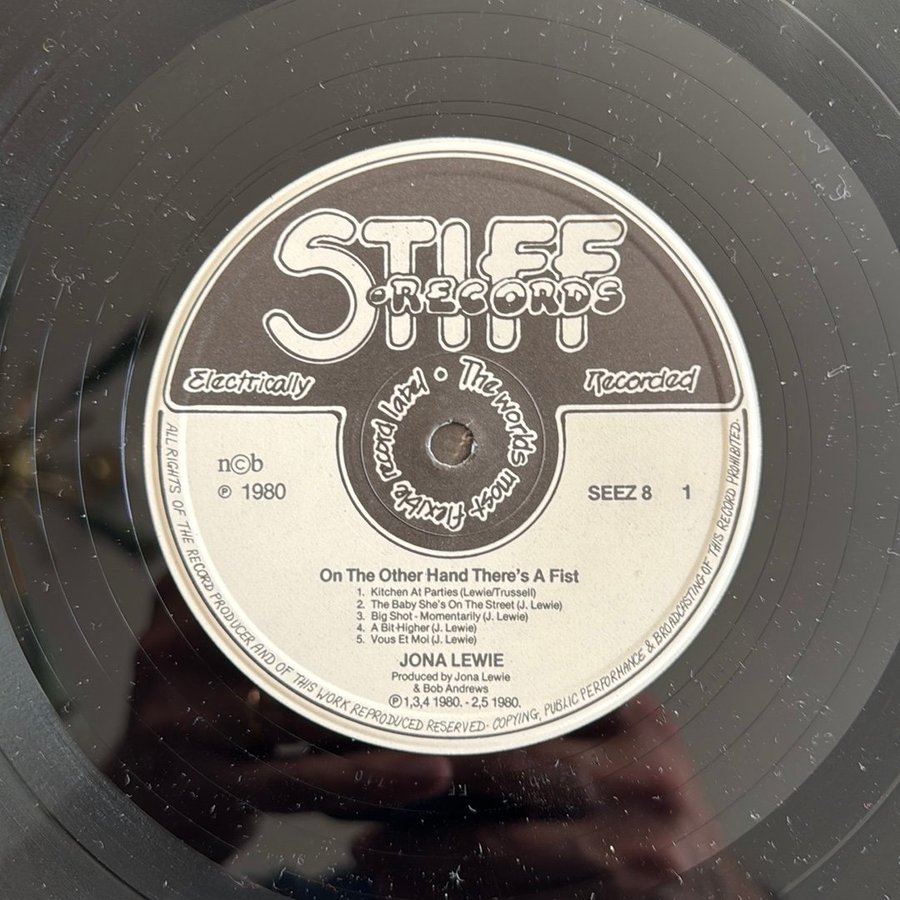 STIFF
RECORDS
Electrically
Recorded
The worlds most flexible record label
n©b
℗ 1980
SEEZ 8 1
On The Other Hand There's A Fist
1. Kitchen At Parties (Lewie/Trussell)
2. The Baby She's On The Street (J. Lewie)
3. Big Shot - Momentarily (J. Lewie)
4. A Bit Higher (J. Lewie)
5. Vous Et Moi (J. Lewie)
JONA LEWIE
Produced by Jona Lewie
& Bob Andrews
℗ 1,3,4 1980. - 2,5 1980.
ALL RIGHTS OF THE RECORD PRODUCER AND OF THIS WORK REPRODUCED RESERVED· COPYING, PUBLIC PERFORMANCE & BROADCASTING OF THIS RECORD PROHIBITED.